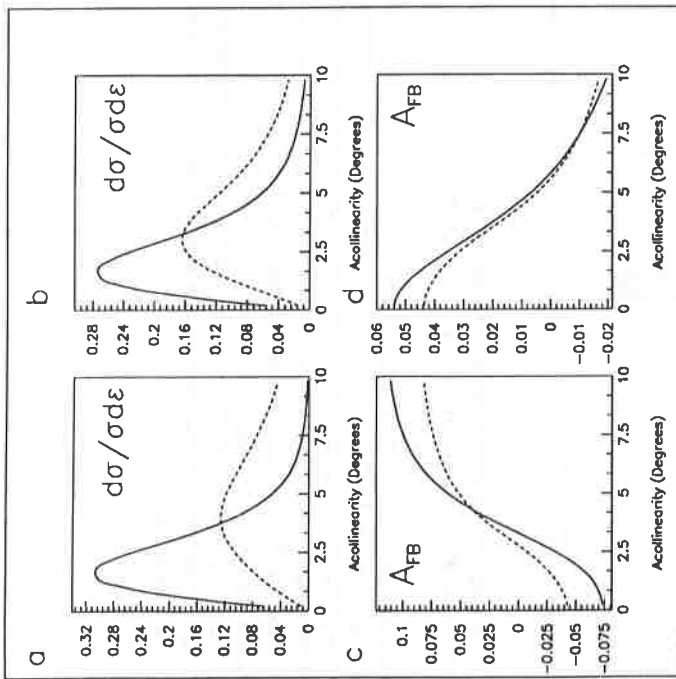 a
dσ/σdε
0.32
0.28
0.24
0.2
0.16
0.12
0.08
0.04
0
0 2.5 5 7.5 10
Acollinearity (Degrees)
b
dσ/σdε
0.28
0.24
0.2
0.16
0.12
0.08
0.04
0
0 2.5 5 7.5 10
Acollinearity (Degrees)
c
A_FB
0.1
0.075
0.05
0.025
0
−0.025
−0.05
−0.075
0 2.5 5 7.5 10
Acollinearity (Degrees)
d
A_FB
0.06
0.05
0.04
0.03
0.02
0.01
0
−0.01
−0.02
0 2.5 5 7.5 10
Acollinearity (Degrees)